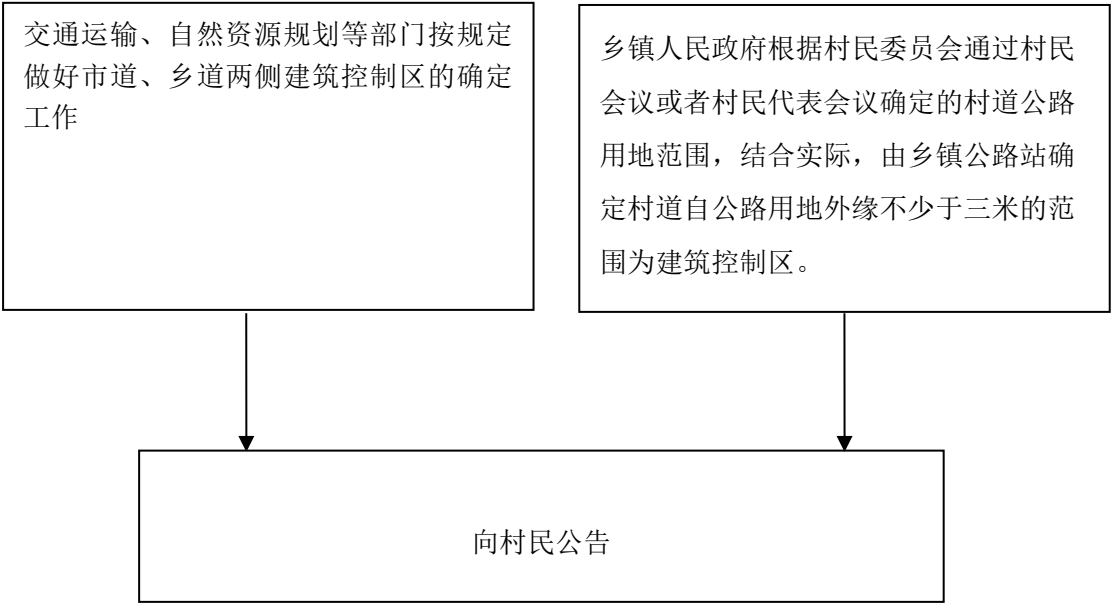 交通运输、自然资源规划等部门按规定
做好市道、乡道两侧建筑控制区的确定
工作
乡镇人民政府根据村民委员会通过村民
会议或者村民代表会议确定的村道公路
用地范围，结合实际，由乡镇公路站确
定村道自公路用地外缘不少于三米的范
围为建筑控制区。
向村民公告